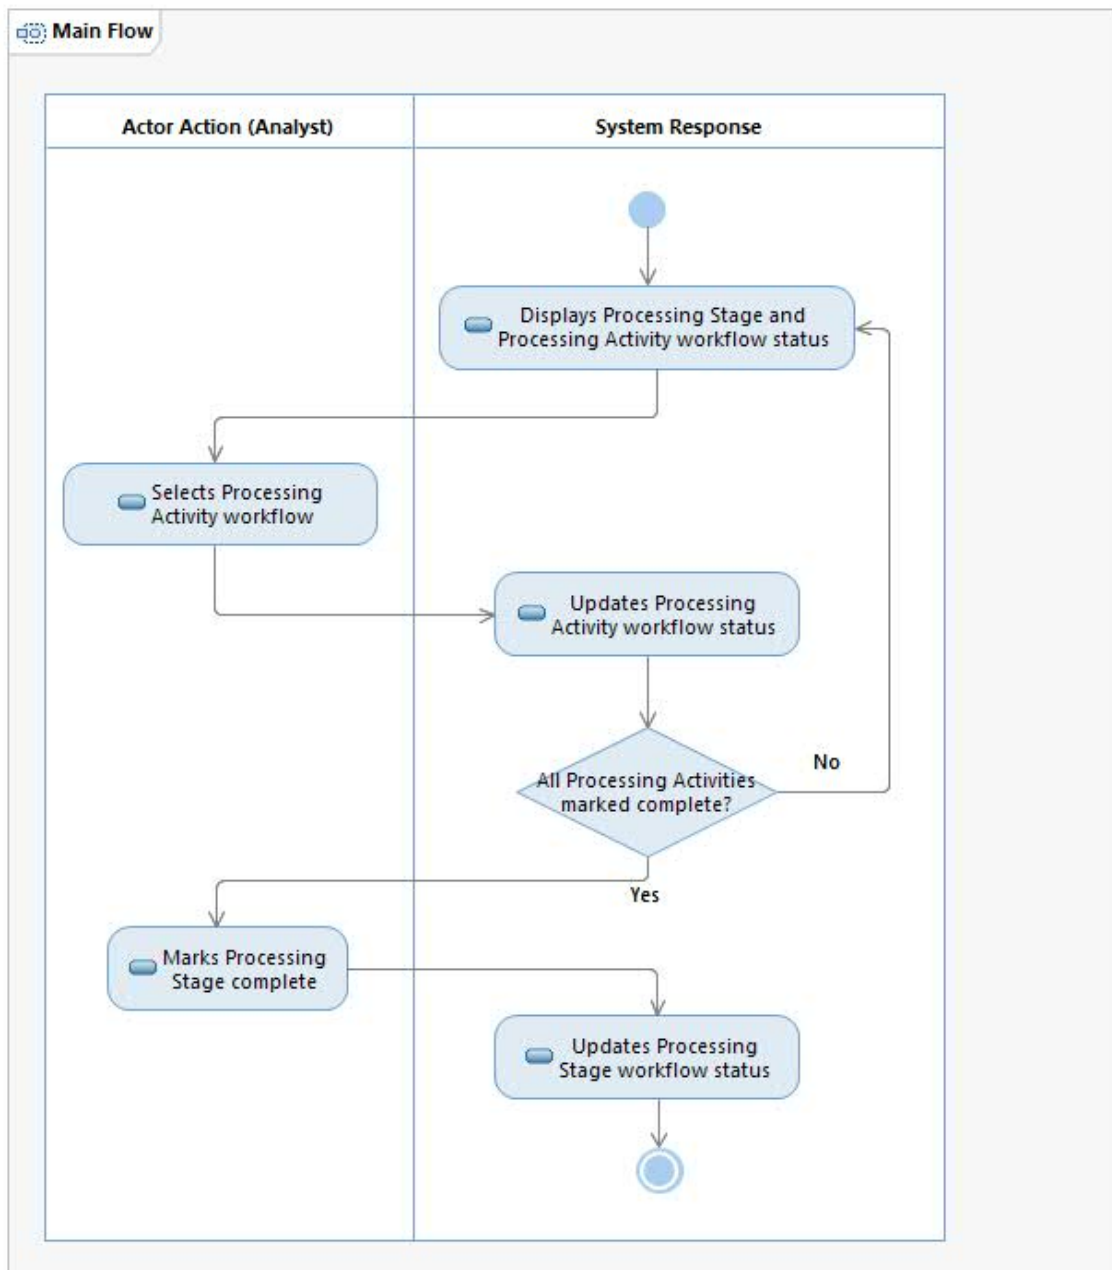 Main Flow
Actor Action (Analyst)
System Response
Displays Processing Stage and
Processing Activity workflow status
Selects Processing
Activity workflow
Updates Processing
Activity workflow status
All Processing Activities
marked complete?
No
Yes
Marks Processing
Stage complete
Updates Processing
Stage workflow status